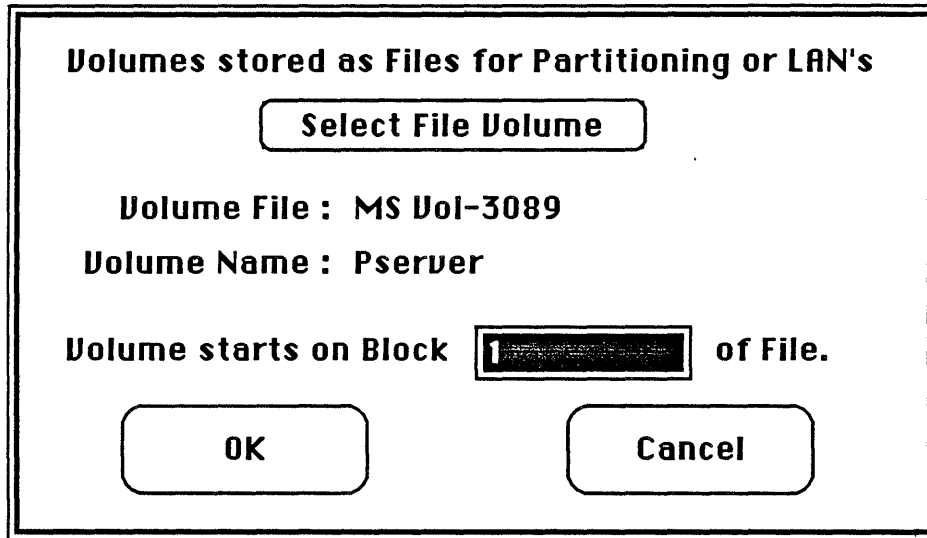 Volumes stored as Files for Partitioning or LAN's
Select File Volume
Volume File : MS Vol-3089
Volume Name : Pserver
Volume starts on Block 1 of File.
OK Cancel